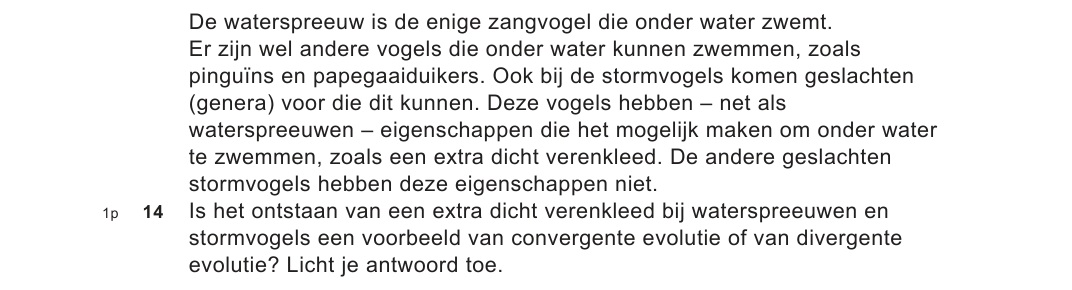 De waterspreeuw is de enige zangvogel die onder water zwemt.
Er zijn wel andere vogels die onder water kunnen zwemmen, zoals
pinguïns en papegaaiduikers. Ook bij de stormvogels komen geslachten
(genera) voor die dit kunnen. Deze vogels hebben – net als
waterspreeuwen – eigenschappen die het mogelijk maken om onder water
te zwemmen, zoals een extra dicht verenkleed. De andere geslachten
stormvogels hebben deze eigenschappen niet.
1p 14 Is het ontstaan van een extra dicht verenkleed bij waterspreeuwen en
stormvogels een voorbeeld van convergente evolutie of van divergente
evolutie? Licht je antwoord toe.